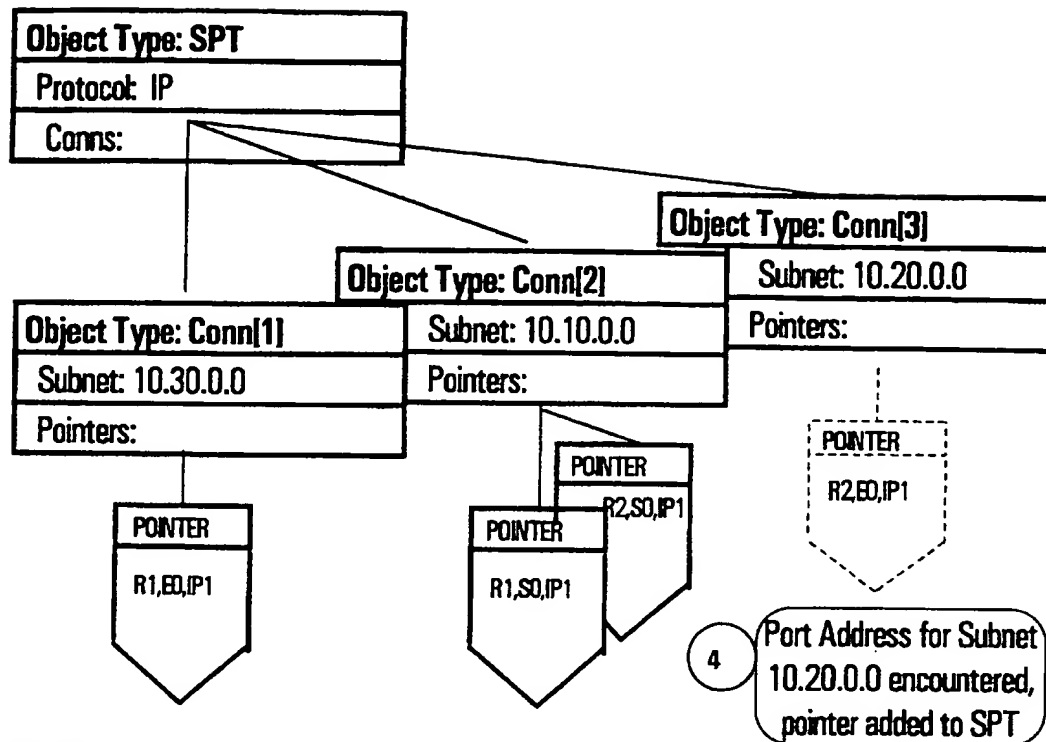 Object Type: SPT
Protocol: IP
Conns:
Object Type: Conn[3]
Subnet: 10.20.0.0
Pointers:
Object Type: Conn[2]
Subnet: 10.10.0.0
Pointers:
Object Type: Conn[1]
Subnet: 10.30.0.0
Pointers:
POINTER
R1,E0,IP1
POINTER
R1,S0,IP1
POINTER
R2,S0,IP1
POINTER
R2,E0,IP1
4
Port Address for Subnet
10.20.0.0 encountered,
pointer added to SPT